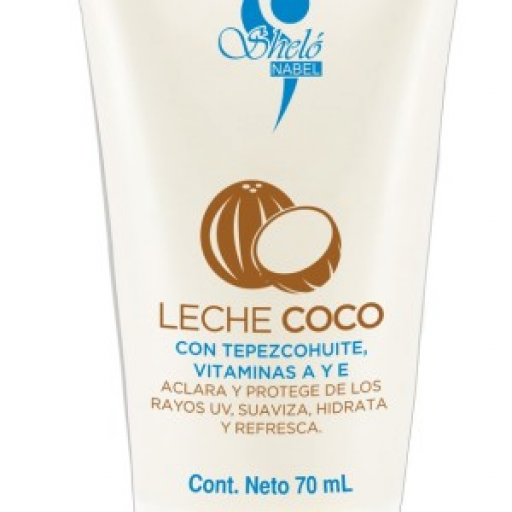 Sheló
NABEL
LECHE COCO
CON TEPEZCOHUITE,
VITAMINAS A Y E
ACLARA Y PROTEGE DE LOS
RAYOS UV, SUAVIZA, HIDRATA
Y REFRESCA.
Cont. Neto 70 mL